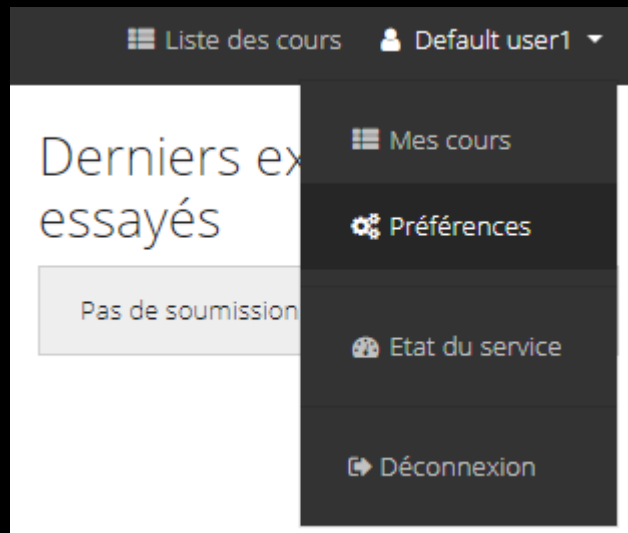 Liste des cours Default user1
Mes cours
Derniers ex
essayés
Préférences
Pas de soumission
Etat du service
Déconnexion